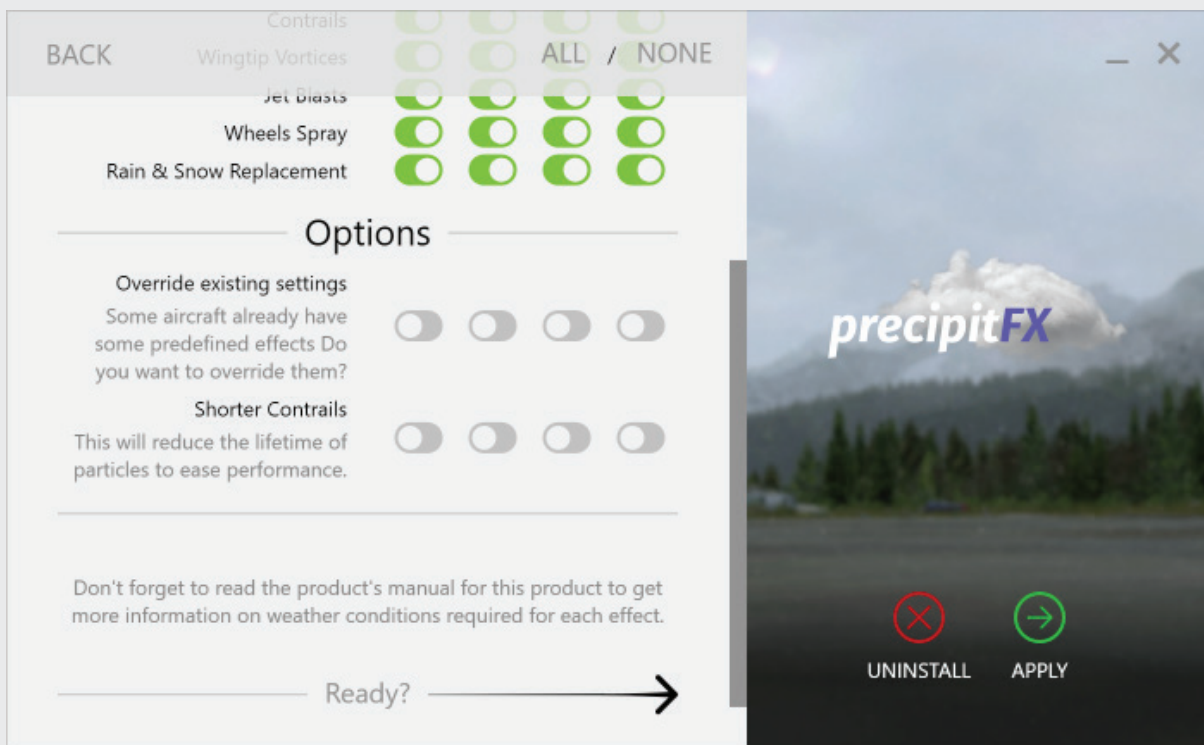 Contrails
BACK
Wingtip Vortices
ALL / NONE
Jet Blasts
Wheels Spray
Rain & Snow Replacement
Options
Override existing settings
Some aircraft already have
some predefined effects Do
you want to override them?
Shorter Contrails
This will reduce the lifetime of
particles to ease performance.
Don't forget to read the product's manual for this product to get
more information on weather conditions required for each effect.
Ready?
precipitFX
UNINSTALL
APPLY